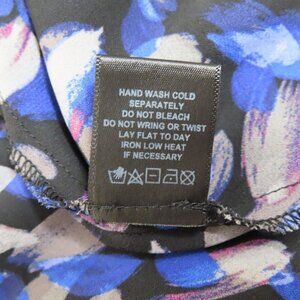 HAND WASH COLD
SEPARATELY
DO NOT BLEACH
DO NOT WRING OR TWIST
LAY FLAT TO DAY
IRON LOW HEAT
IF NECESSARY